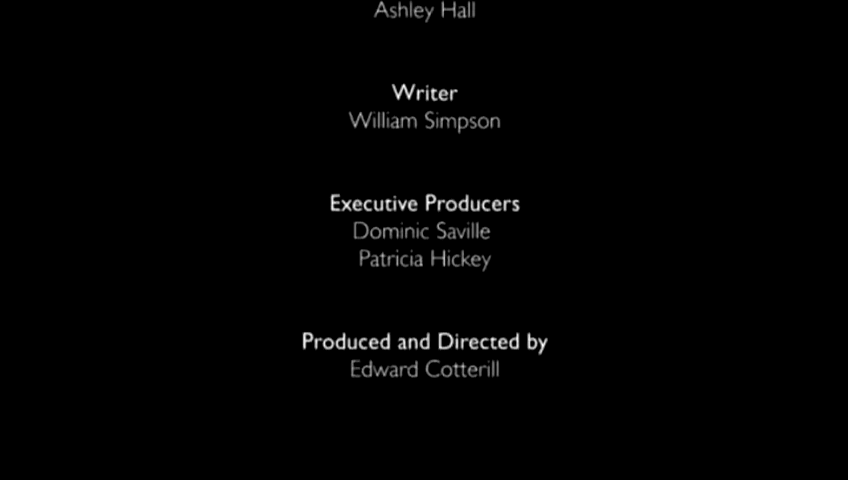 Ashley Hall
Writer
William Simpson
Executive Producers
Dominic Saville
Patricia Hickey
Produced and Directed by
Edward Cotterill